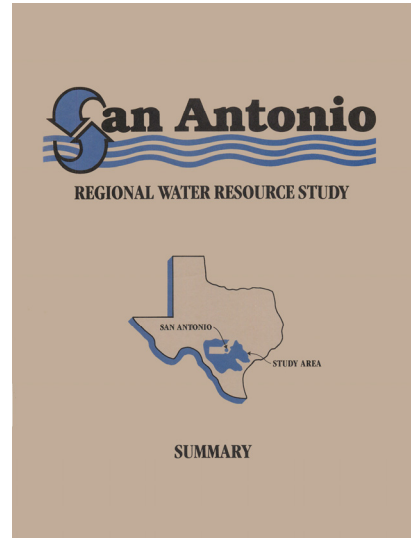 San Antonio
REGIONAL WATER RESOURCE STUDY
SAN ANTONIO
STUDY AREA
SUMMARY